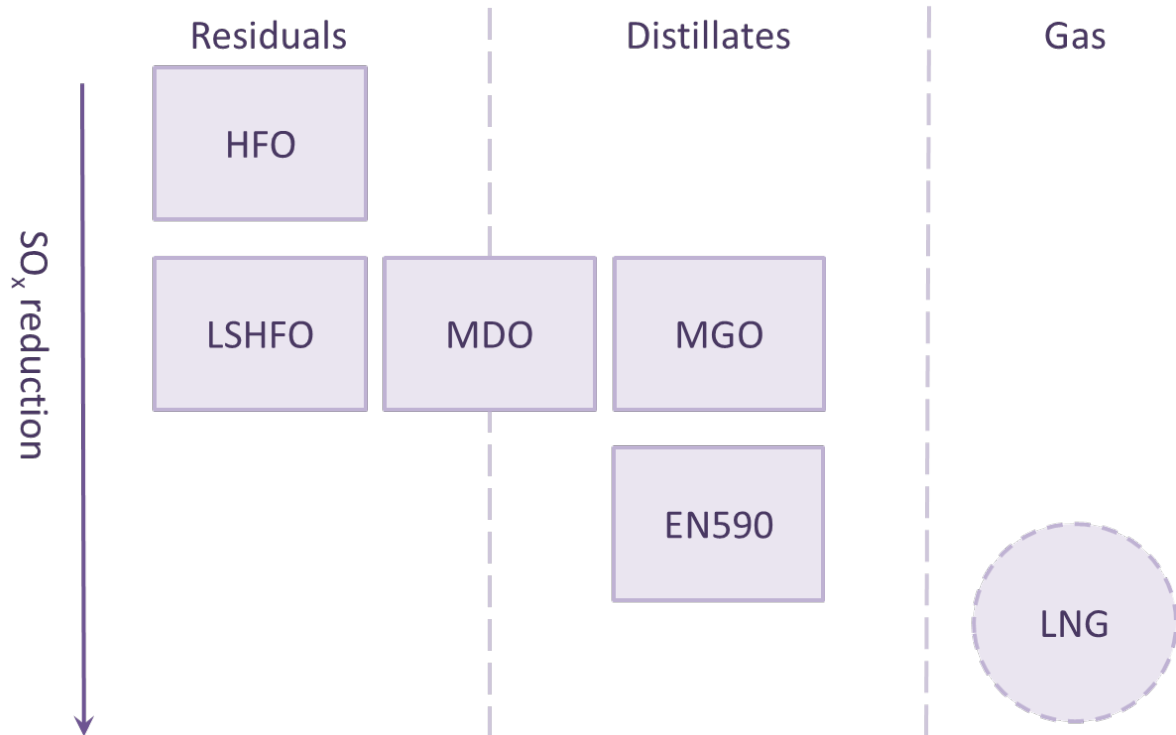 Residuals
Distillates
Gas
HFO
SOₓ reduction
LSHFO
MDO
MGO
EN590
LNG